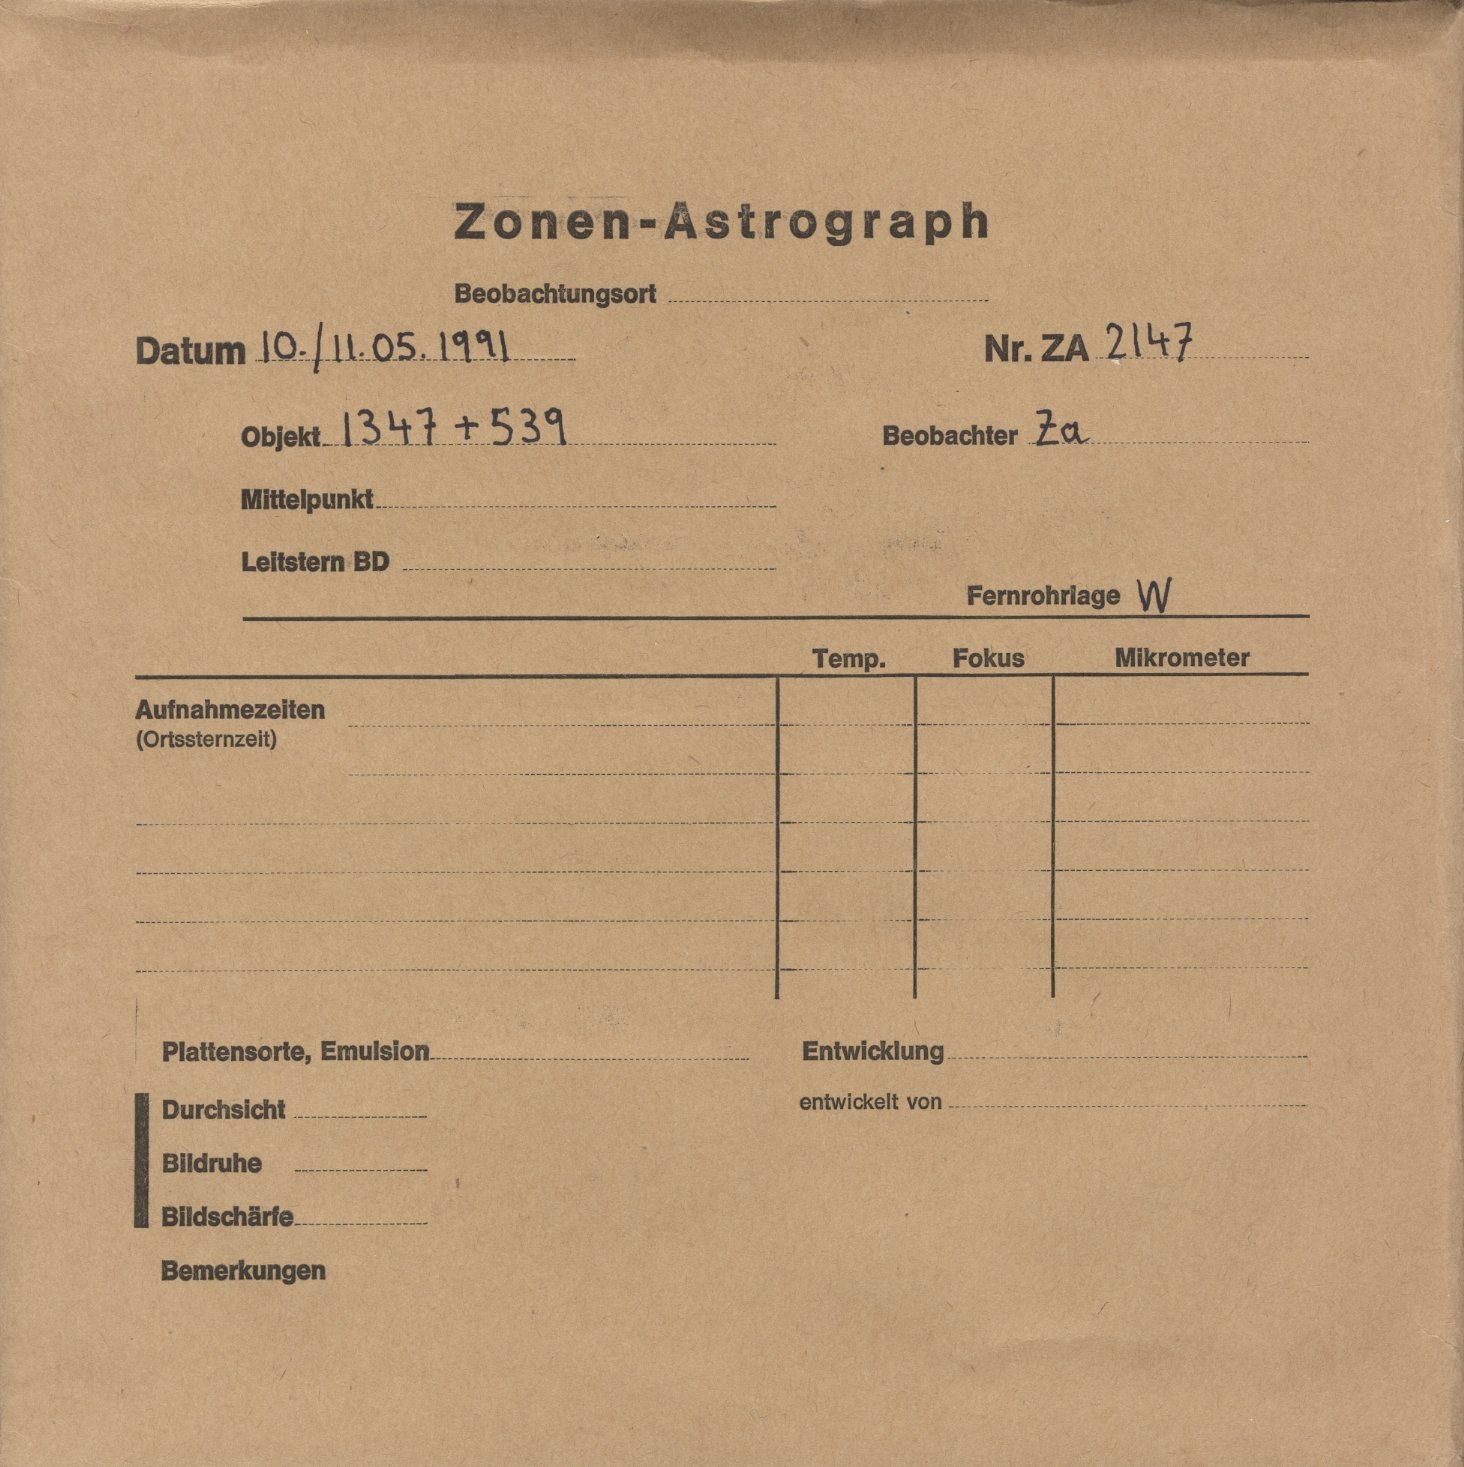 Zonen-Astrograph
Beobachtungsort
Datum 10./11.05.1991 Nr. ZA 2147
Objekt 1347+539 Beobachter Za
Mittelpunkt
Leitstern BD
Fernrohrlage W
Temp. Fokus Mikrometer
Aufnahmezeiten
(Ortssternzeit)
Plattensorte, Emulsion Entwicklung
Durchsicht entwickelt von
Bildruhe
Bildschärfe
Bemerkungen